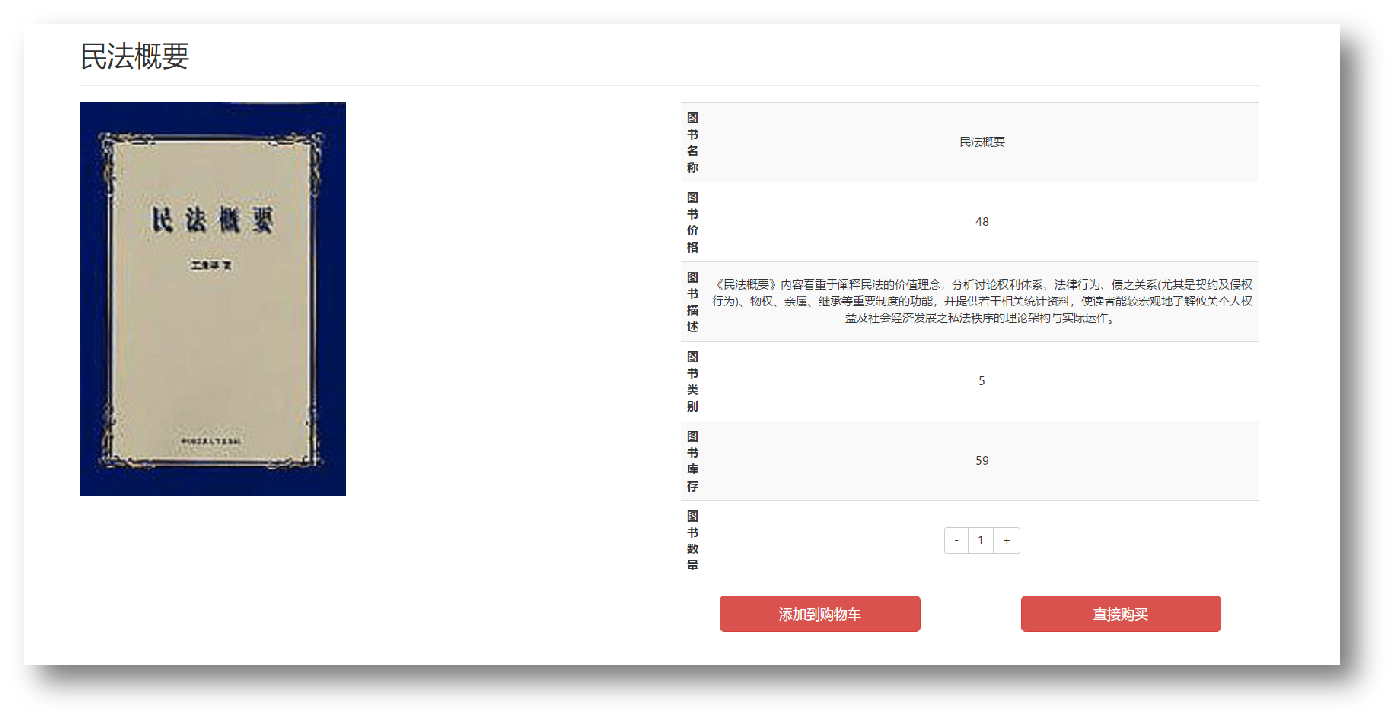 民法概要
民法概要
图书名称
民法概要
图书价格
48
图书描述
《民法概要》内容着重于阐释民法的价值理念，分析讨论权利体系、法律行为、债之关系(尤其是契约及侵权
行为)、物权、亲属、继承等重要制度的功能，并提供若干相关统计资料，使读者能较宏观地了解攸关个人权
益及社会经济发展之私法秩序的理论架构与实际运作。
图书类别
5
图书库存
59
图书数量
- 1 +
添加到购物车
直接购买